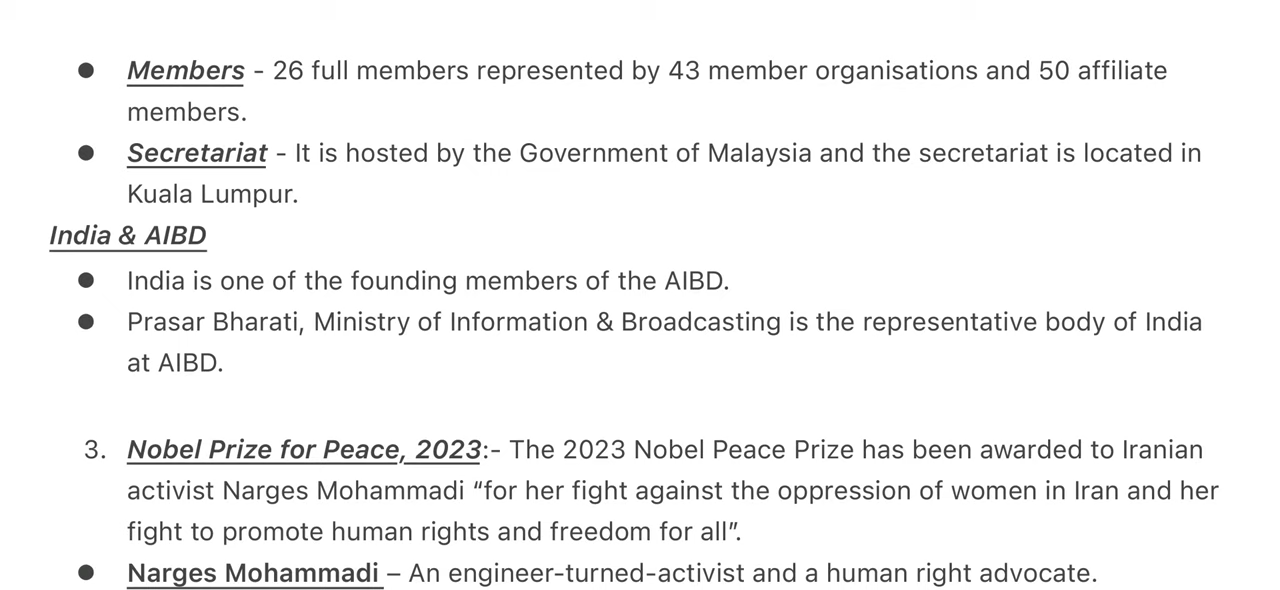 ● Members - 26 full members represented by 43 member organisations and 50 affiliate
members.
● Secretariat - It is hosted by the Government of Malaysia and the secretariat is located in
Kuala Lumpur.
India & AIBD
● India is one of the founding members of the AIBD.
● Prasar Bharati, Ministry of Information & Broadcasting is the representative body of India
at AIBD.
3. Nobel Prize for Peace, 2023:- The 2023 Nobel Peace Prize has been awarded to Iranian
activist Narges Mohammadi “for her fight against the oppression of women in Iran and her
fight to promote human rights and freedom for all”.
● Narges Mohammadi – An engineer-turned-activist and a human right advocate.